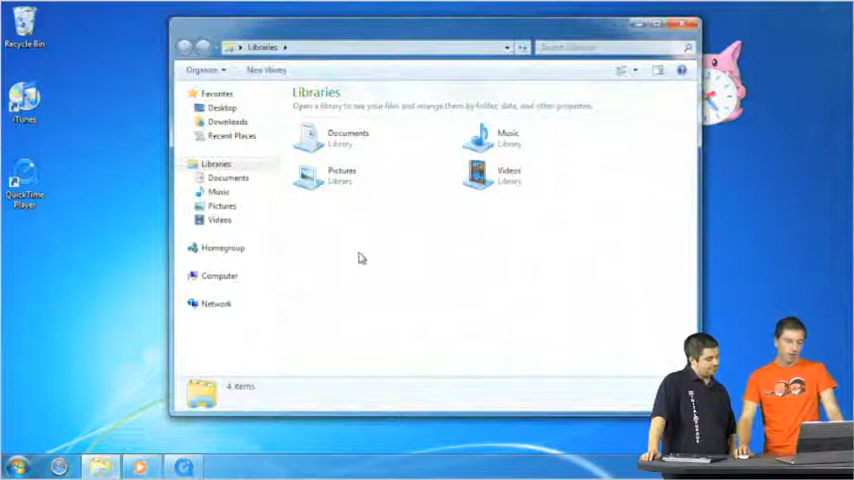 Recycle Bin
iTunes
QuickTime
Player
Libraries
Search Libraries
Organize
New library
Favorites
Desktop
Downloads
Recent Places
Libraries
Documents
Music
Pictures
Videos
Homegroup
Computer
Network
Libraries
Open a library to see your files and arrange them by folder, date, and other properties.
Documents
Library
Music
Library
Pictures
Library
Videos
Library
4 items